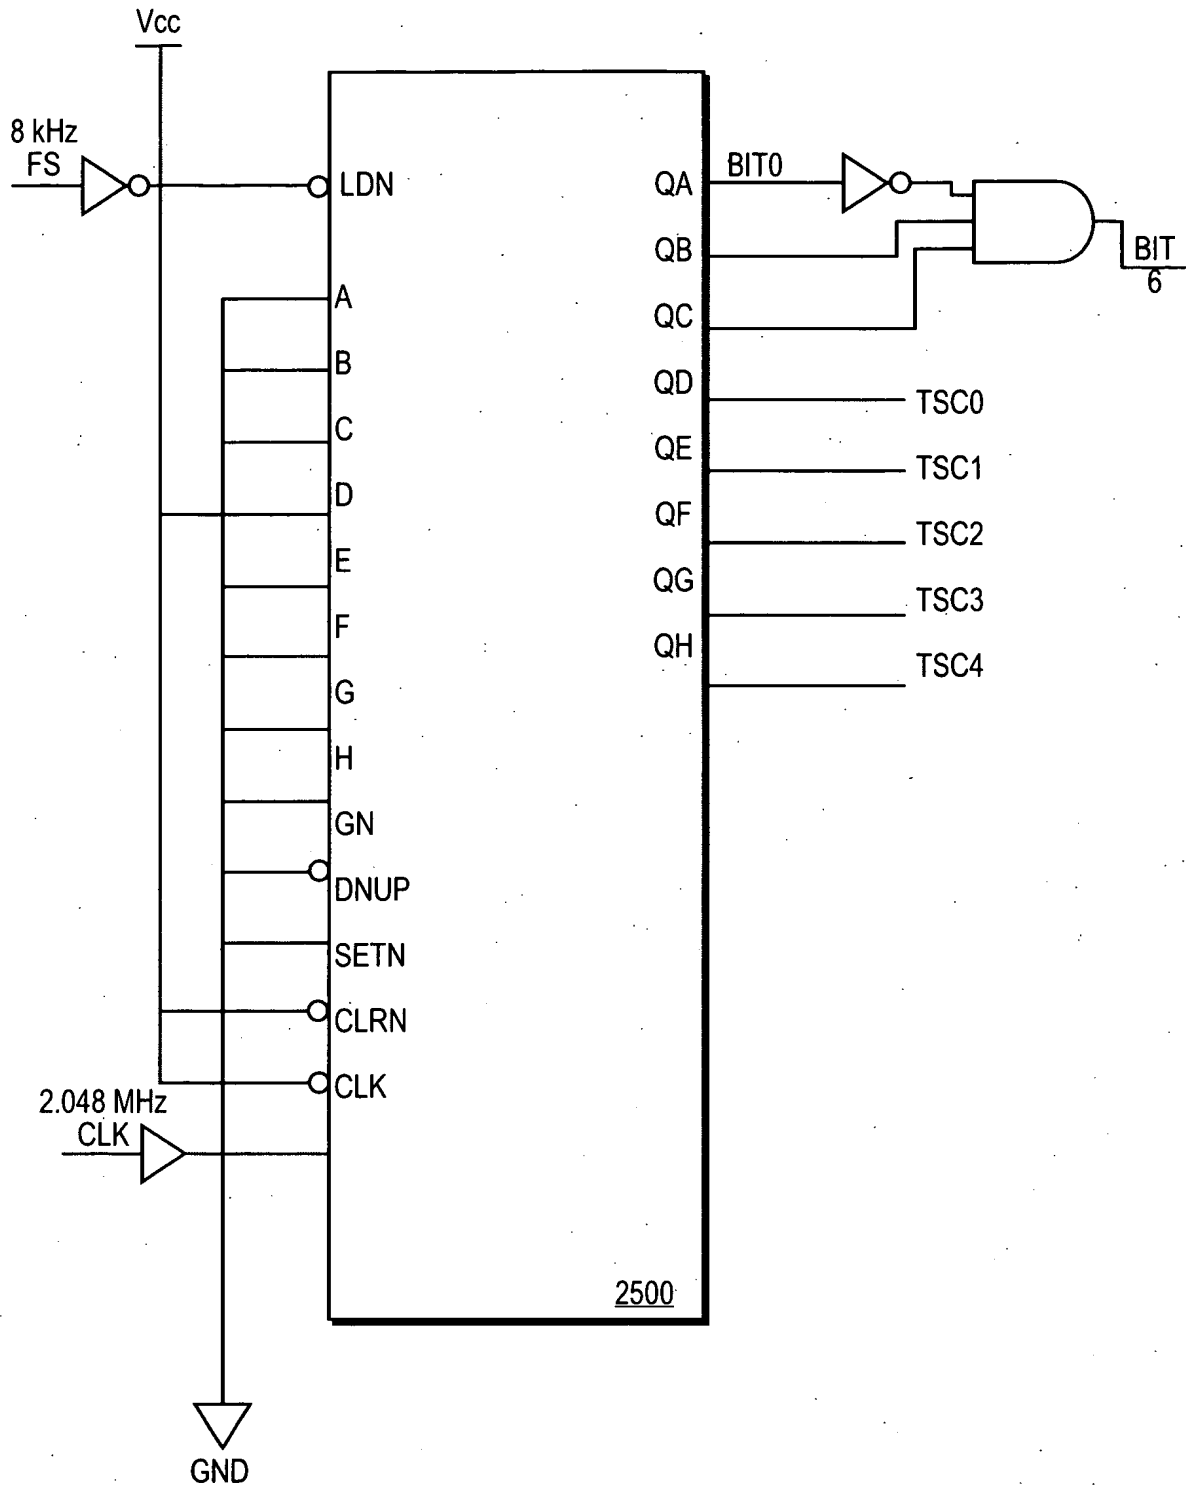 Vcc
8 kHz
FS
LDN
A
B
C
D
E
F
G
H
GN
DNUP
SETN
CLRN
CLK
2.048 MHz
CLK
GND
QA
QB
QC
QD
QE
QF
QG
QH
BIT0
BIT
6
TSC0
TSC1
TSC2
TSC3
TSC4
2500